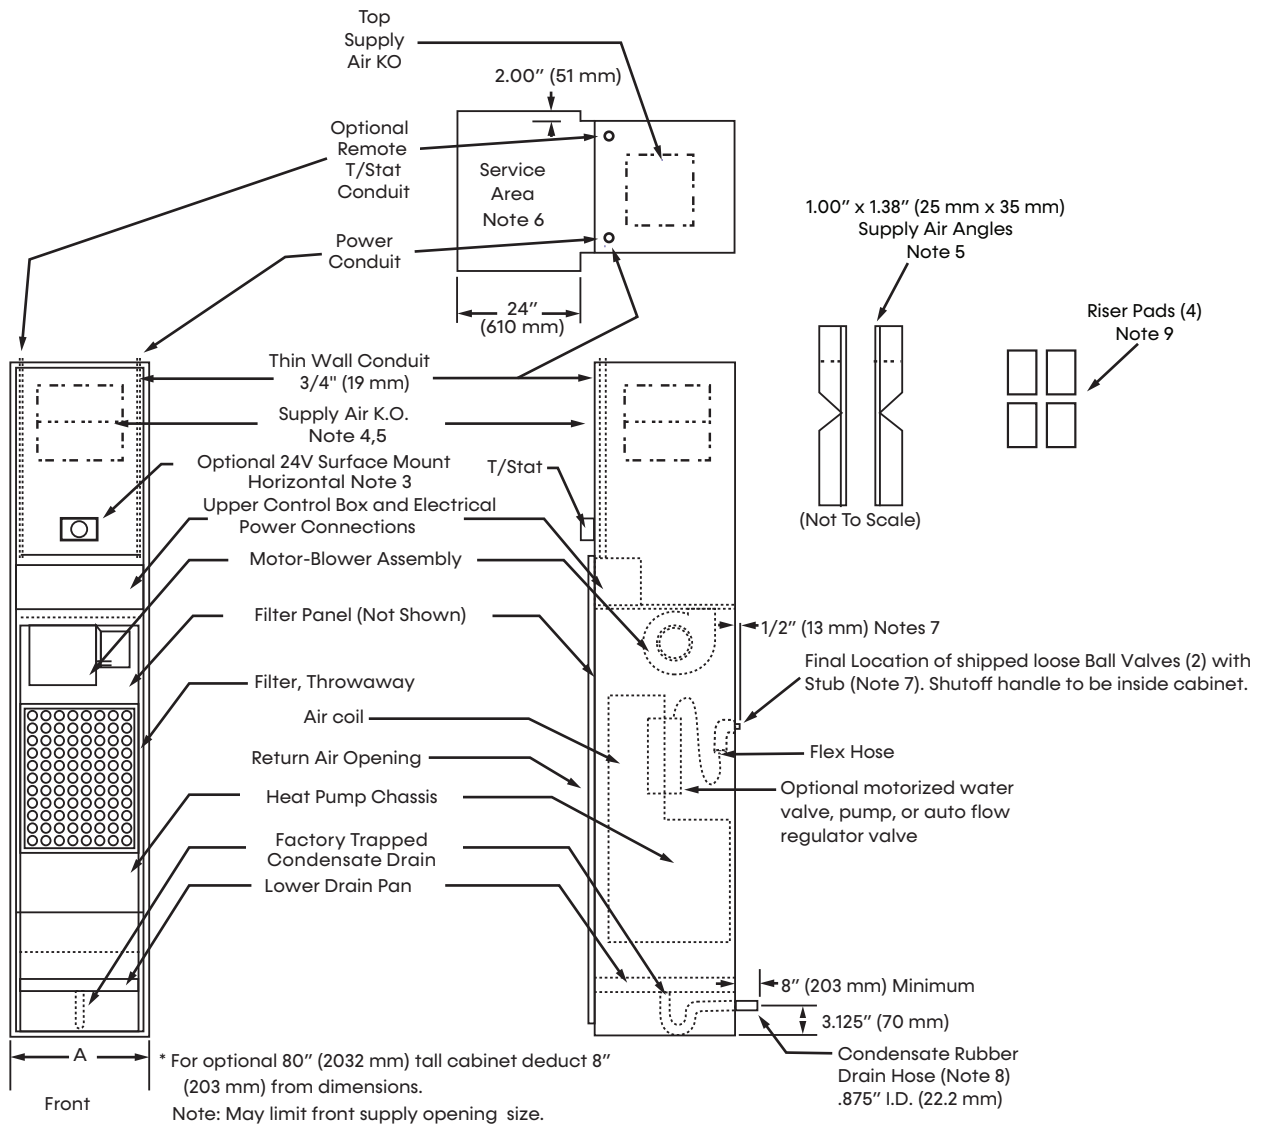 Top
Supply
Air KO
2.00” (51 mm)
Optional
Remote
T/Stat
Conduit
Service
Area
Note 6
Power
Conduit
24”
(610 mm)
1.00” x 1.38” (25 mm x 35 mm)
Supply Air Angles
Note 5
Riser Pads (4)
Note 9
(Not To Scale)
Thin Wall Conduit
3/4" (19 mm)
Supply Air K.O.
Note 4,5
Optional 24V Surface Mount
Horizontal Note 3
T/Stat
Upper Control Box and Electrical
Power Connections
Motor-Blower Assembly
Filter Panel (Not Shown)
1/2” (13 mm) Notes 7
Final Location of shipped loose Ball Valves (2) with
Stub (Note 7). Shutoff handle to be inside cabinet.
Filter, Throwaway
Air coil
Flex Hose
Return Air Opening
Optional motorized water
valve, pump, or auto flow
regulator valve
Heat Pump Chassis
Factory Trapped
Condensate Drain
Lower Drain Pan
8” (203 mm) Minimum
3.125” (70 mm)
Condensate Rubber
Drain Hose (Note 8)
.875” I.D. (22.2 mm)
A
Front
* For optional 80” (2032 mm) tall cabinet deduct 8”
(203 mm) from dimensions.
Note: May limit front supply opening size.